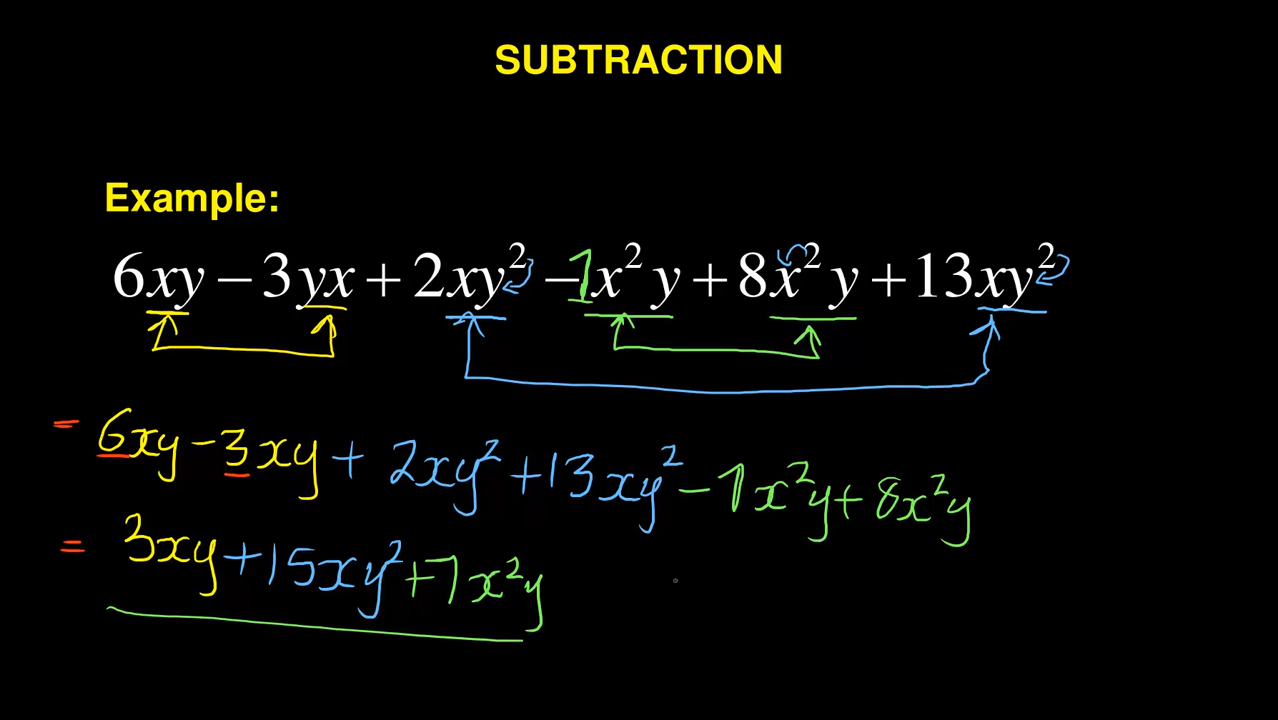 SUBTRACTION
Example:
6xy − 3yx + 2xy² − 1x²y + 8x²y + 13xy²
= 6xy − 3xy + 2xy² + 13xy² − 1x²y + 8x²y
= 3xy + 15xy² + 7x²y